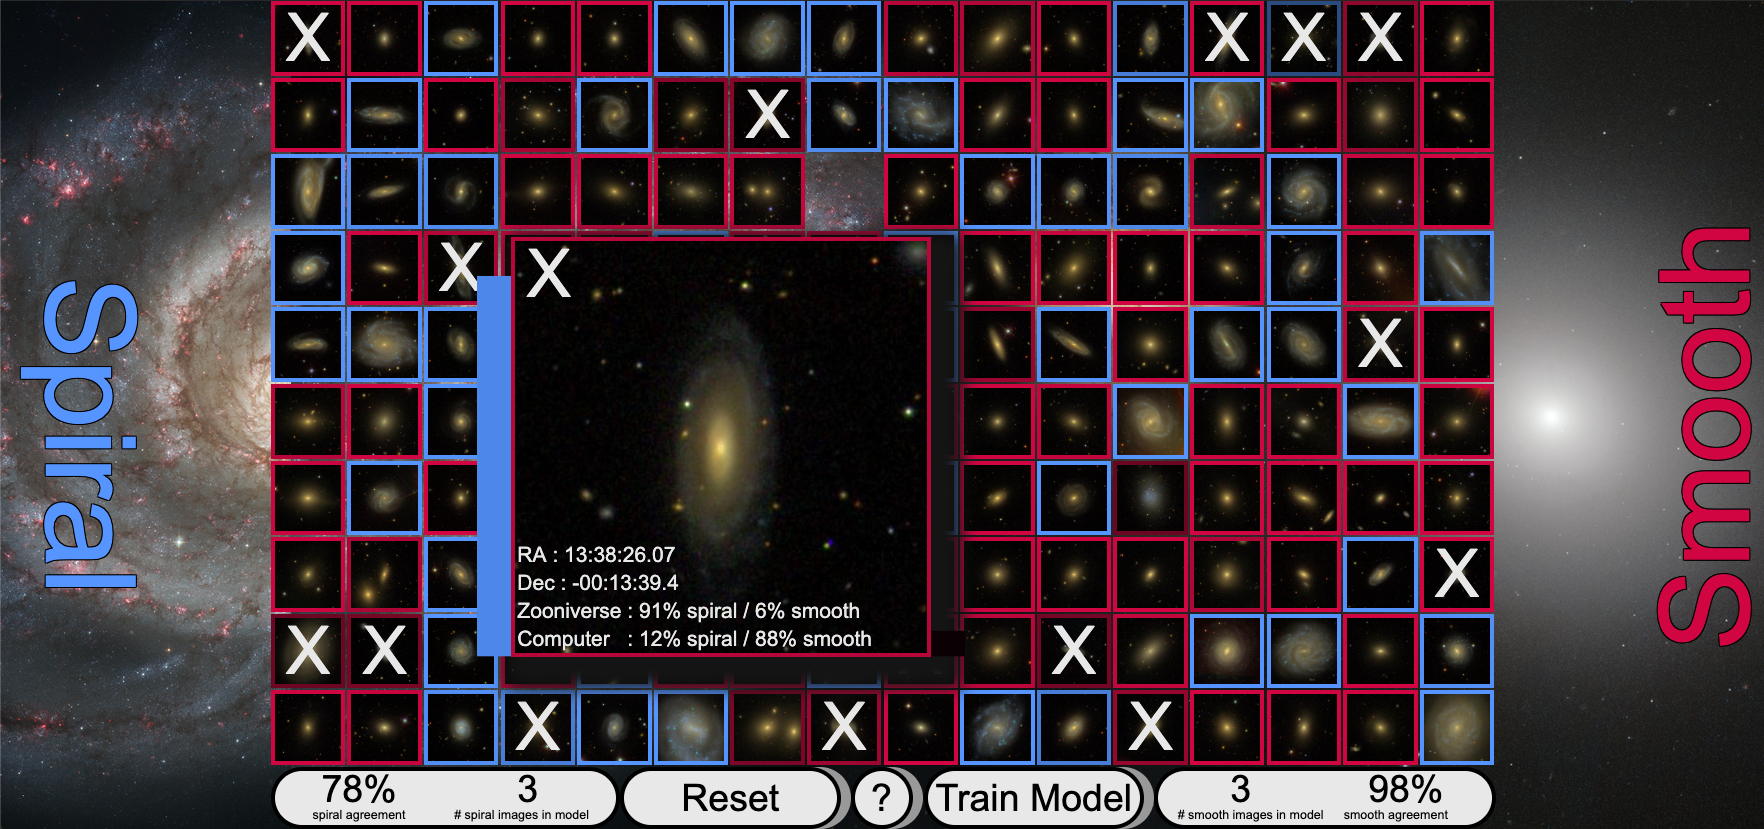 X
X
X
X
X
X
X
Spiral
Smooth
X
X
RA : 13:38:26.07
Dec : -00:13:39.4
Zooniverse : 91% spiral / 6% smooth
Computer : 12% spiral / 88% smooth
X
X
X
X
X
X
X
78%
spiral agreement
3
# spiral images in model
Reset
?
Train Model
3
# smooth images in model
98%
smooth agreement